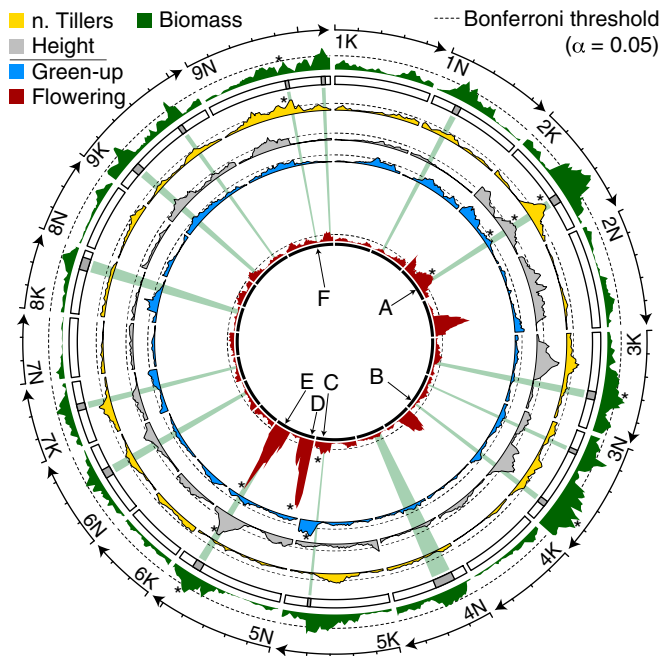 n. Tillers
Biomass
Height
Green-up
Flowering
Bonferroni threshold
(α = 0.05)
1K
1N
2K
2N
3K
3N
4K
4N
5K
5N
6K
6N
7K
7N
8K
8N
9K
9N
*
*
*
*
*
*
*
*
*
*
*
*
*
A
B
C
D
E
F